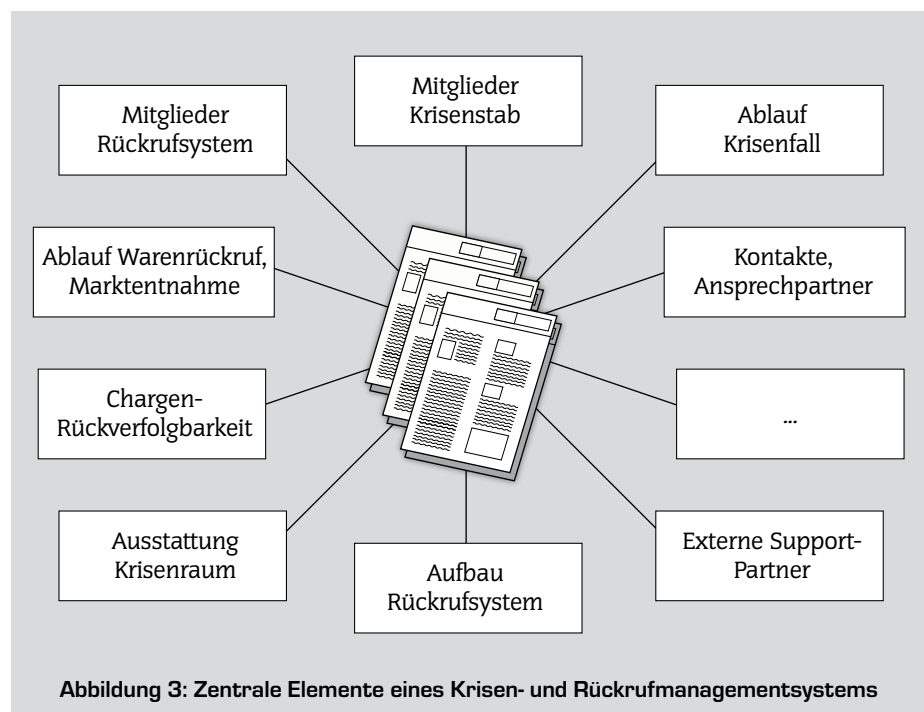 Mitglieder
Krisenstab
Mitglieder
Rückrufsystem
Ablauf
Krisenfall
Ablauf Warenrückruf,
Marktentnahme
Kontakte,
Ansprechpartner
Chargen-
Rückverfolgbarkeit
...
Ausstattung
Krisenraum
Aufbau
Rückrufsystem
Externe Support-
Partner
Abbildung 3: Zentrale Elemente eines Krisen- und Rückrufmanagementsystems